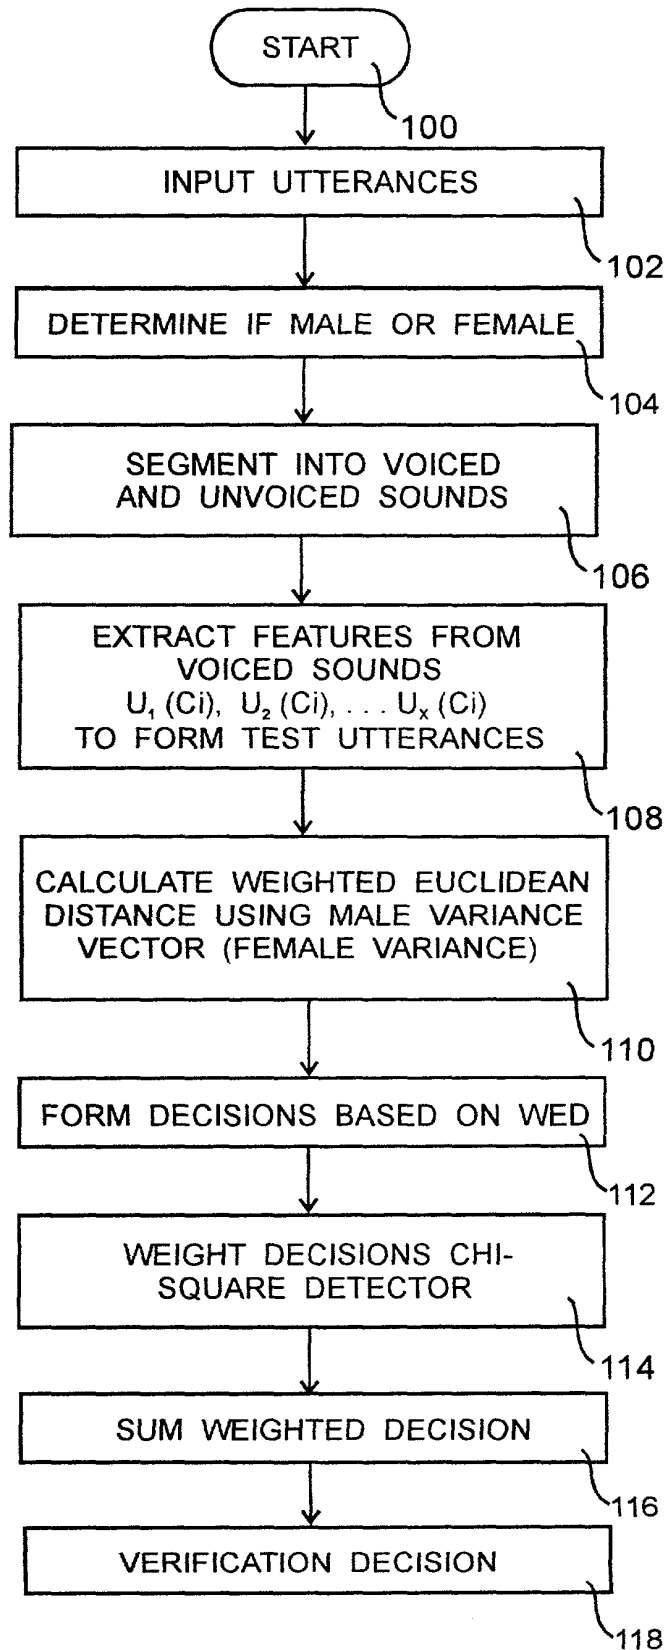 START
100
INPUT UTTERANCES
102
DETERMINE IF MALE OR FEMALE
104
SEGMENT INTO VOICED
AND UNVOICED SOUNDS
106
EXTRACT FEATURES FROM
VOICED SOUNDS
U₁ (Ci), U₂ (Ci), . . . Uₓ (Ci)
TO FORM TEST UTTERANCES
108
CALCULATE WEIGHTED EUCLIDEAN
DISTANCE USING MALE VARIANCE
VECTOR (FEMALE VARIANCE)
110
FORM DECISIONS BASED ON WED
112
WEIGHT DECISIONS CHI-
SQUARE DETECTOR
114
SUM WEIGHTED DECISION
116
VERIFICATION DECISION
118